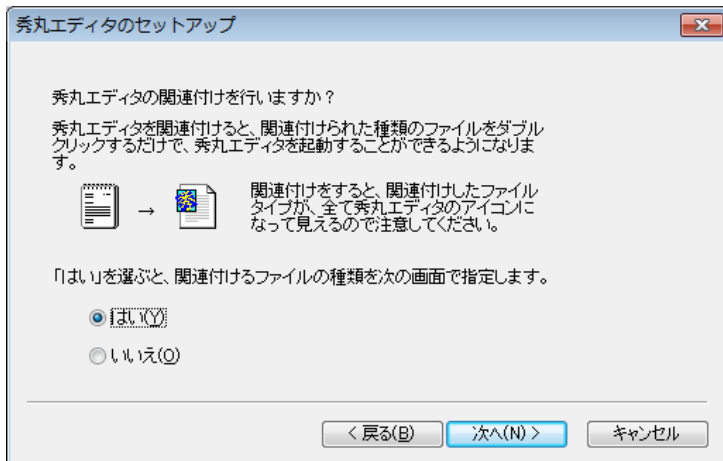 秀丸エディタのセットアップ
秀丸エディタの関連付けを行いますか？
秀丸エディタを関連付けると、関連付けられた種類のファイルをダブル
クリックするだけで、秀丸エディタを起動することができるようになりま
す。
秀
→
関連付けをすると、関連付けしたファイル
タイプが、全て秀丸エディタのアイコンに
なって見えるので注意してください。
「はい」を選ぶと、関連付けるファイルの種類を次の画面で指定します。
はい(Y)
いいえ(O)
< 戻る(B)
次へ(N) >
キャンセル